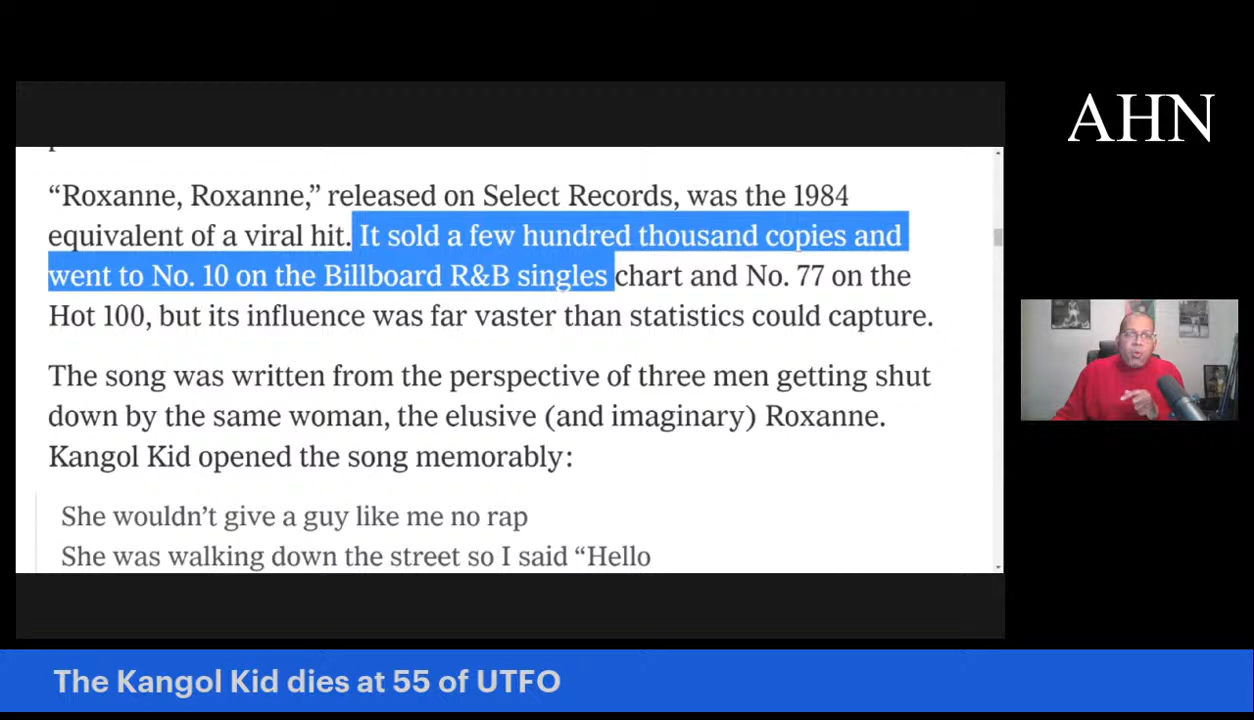 AHN
“Roxanne, Roxanne,” released on Select Records, was the 1984
equivalent of a viral hit. It sold a few hundred thousand copies and
went to No. 10 on the Billboard R&B singles chart and No. 77 on the
Hot 100, but its influence was far vaster than statistics could capture.
The song was written from the perspective of three men getting shut
down by the same woman, the elusive (and imaginary) Roxanne.
Kangol Kid opened the song memorably:
She wouldn’t give a guy like me no rap
She was walking down the street so I said “Hello
The Kangol Kid dies at 55 of UTFO